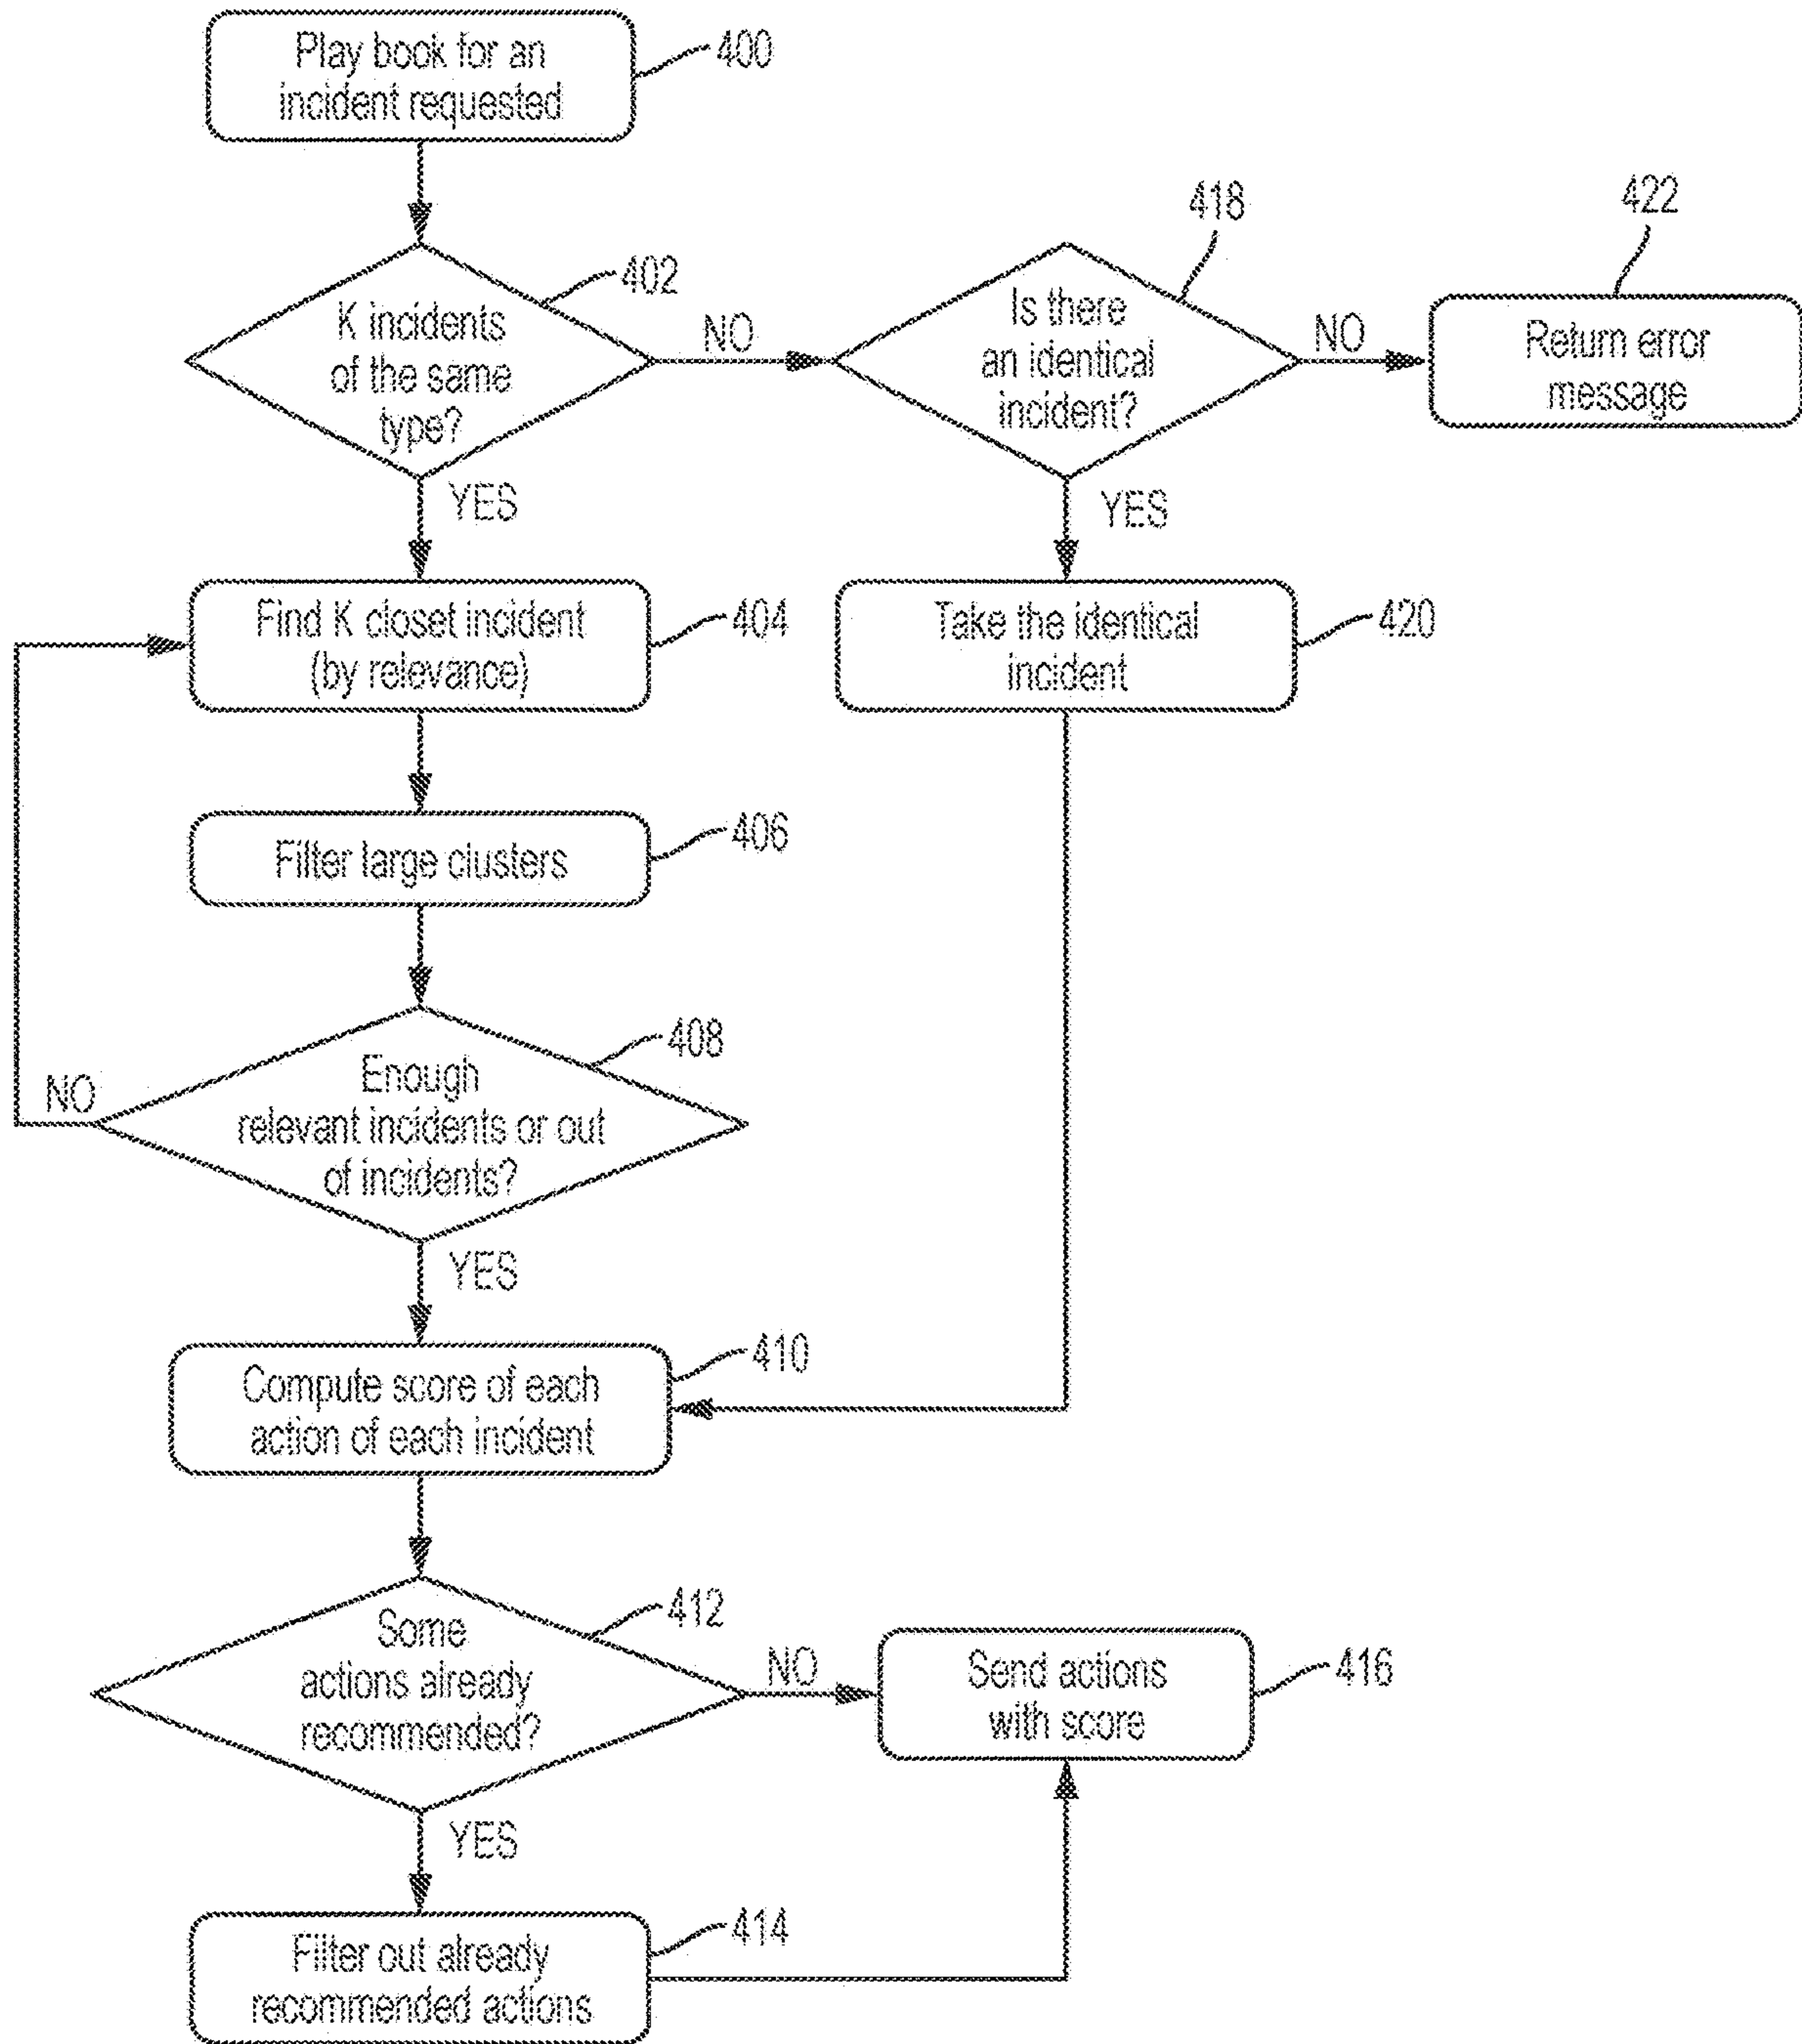 Play book for an
incident requested
400
418
422
402
K incidents
of the same
type?
NO
Is there
an identical
incident?
NO
Return error
message
YES
YES
Find K closet incident
(by relevance)
404
Take the identical
incident
420
Filter large clusters
406
408
NO
Enough
relevant incidents or out
of incidents?
YES
410
Compute score of each
action of each incident
412
Some
actions already
recommended?
NO
Send actions
with score
416
YES
Filter out already
recommended actions
414